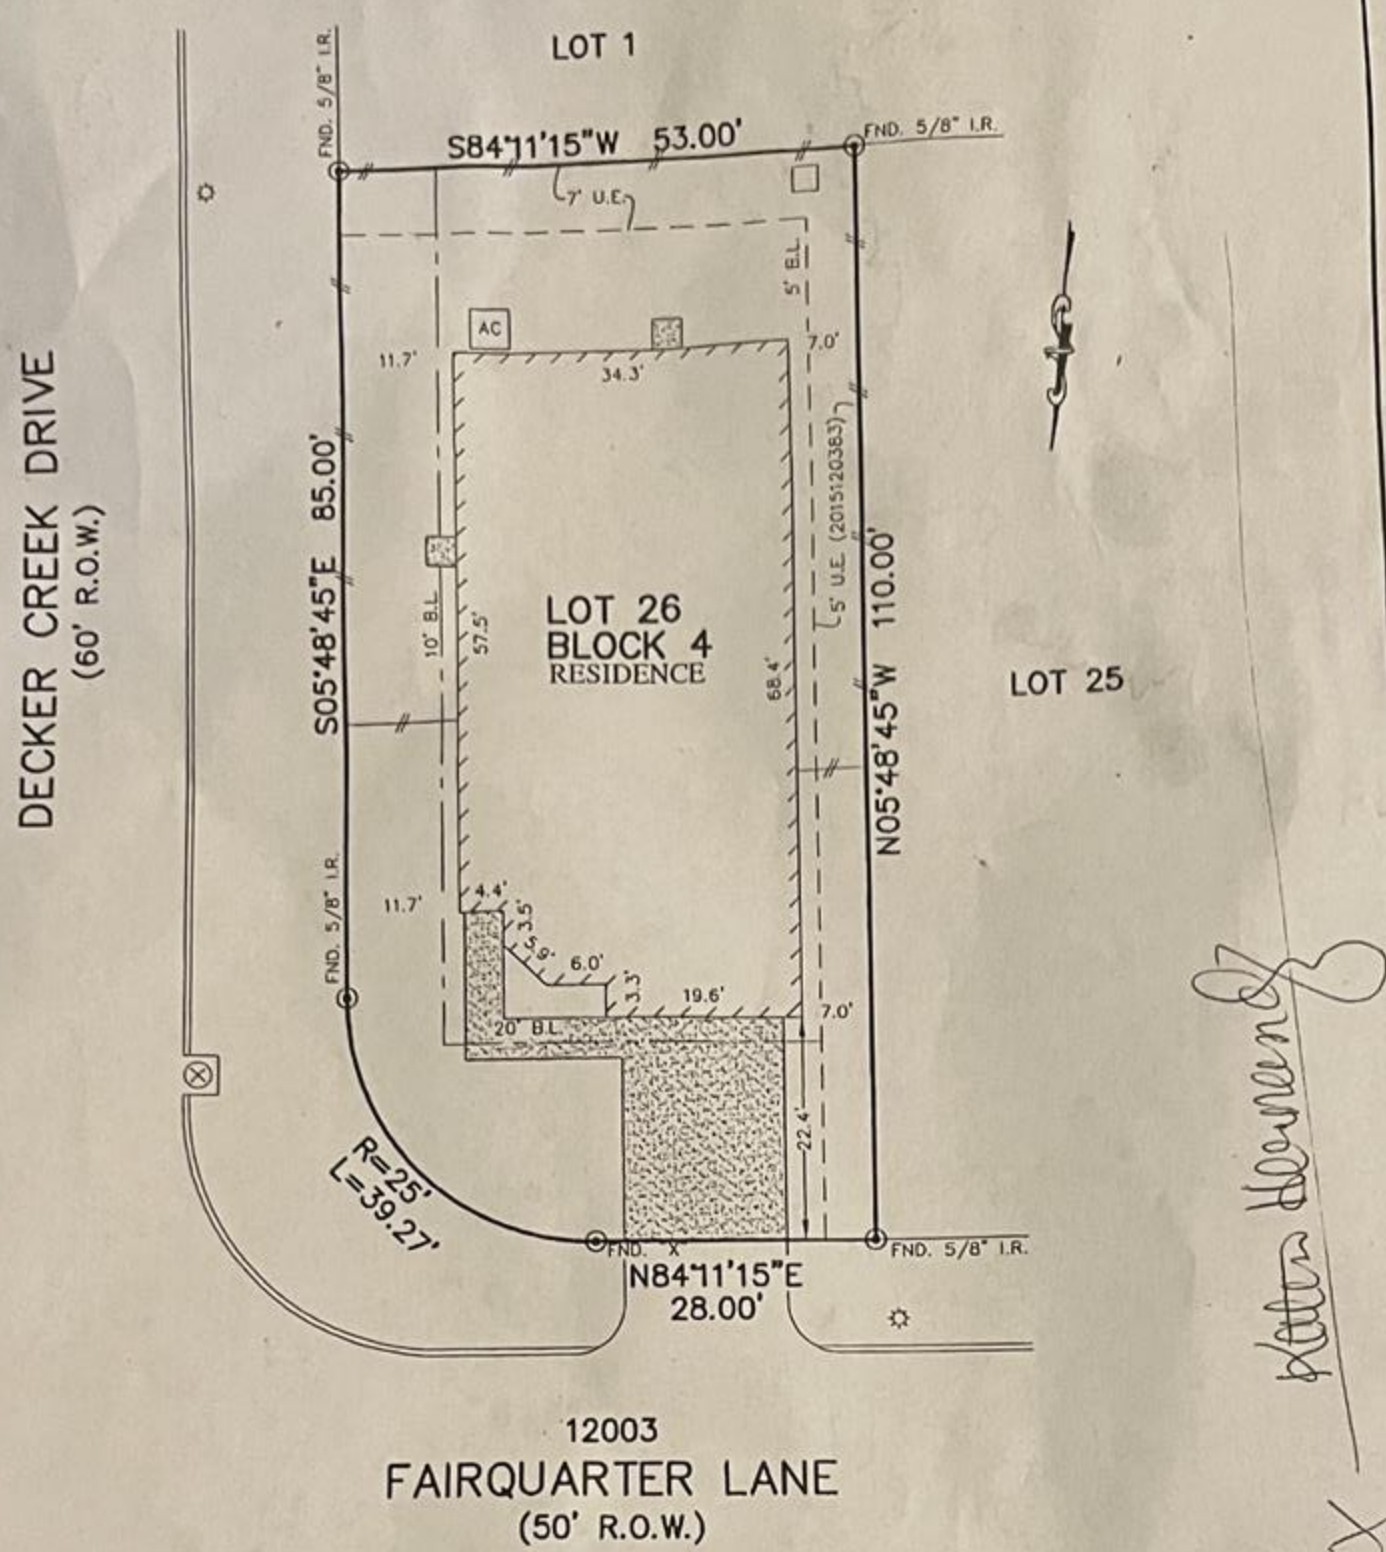 LOT 1
FND. 5/8" I.R.
S84°11'15"W 53.00'
FND. 5/8" I.R.
7' U.E.
5' B.L.
AC
11.7'
34.3'
7.0'
DECKER CREEK DRIVE
(60' R.O.W.)
S05°48'45"E 85.00'
10' B.L.
57.5'
LOT 26
BLOCK 4
RESIDENCE
68.4'
5' U.E. (2015120383)
N05°48'45"W 110.00'
LOT 25
FND. 5/8" I.R.
11.7'
4.4'
3.5'
5.9'
6.0'
3.3'
19.6'
7.0'
20' B.L.
22.4'
R=25'
L=39.27'
FND. "X"
FND. 5/8" I.R.
N84°11'15"E
28.00'
12003
FAIRQUARTER LANE
(50' R.O.W.)
X